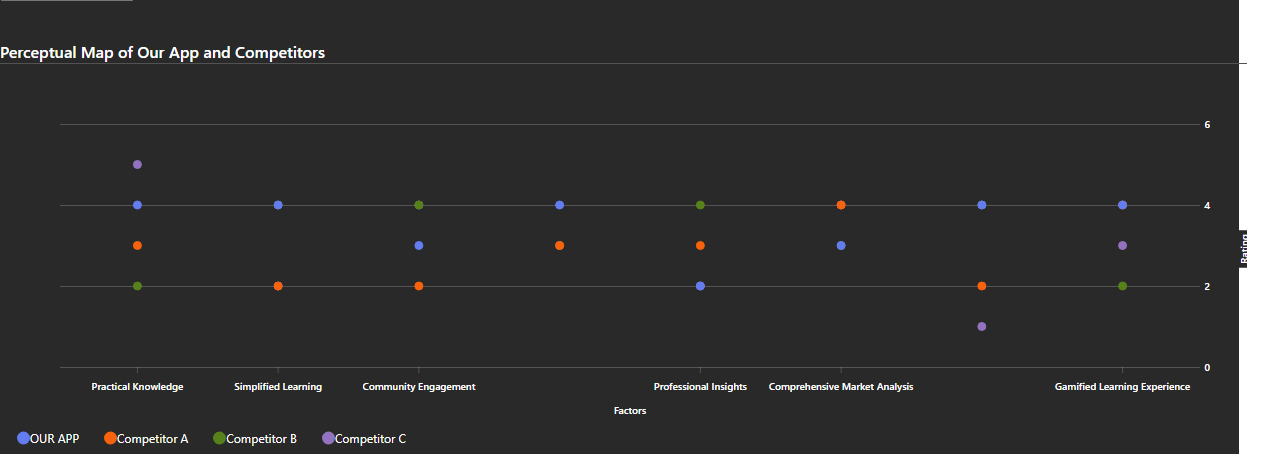 Perceptual Map of Our App and Competitors
6
4
Rating
2
0
Practical Knowledge Simplified Learning Community Engagement Professional Insights Comprehensive Market Analysis Gamified Learning Experience
Factors
OUR APP Competitor A Competitor B Competitor C